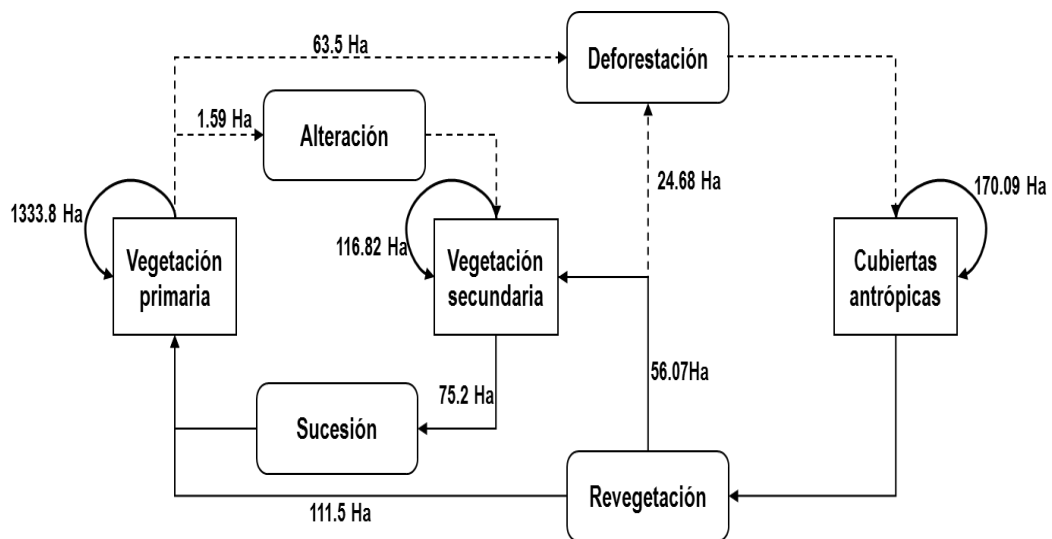 63.5 Ha
Deforestación
1.59 Ha
Alteración
24.68 Ha
170.09 Ha
1333.8 Ha
116.82 Ha
Vegetación
primaria
Vegetación
secundaria
Cubiertas
antrópicas
75.2 Ha
56.07Ha
Sucesión
Revegetación
111.5 Ha